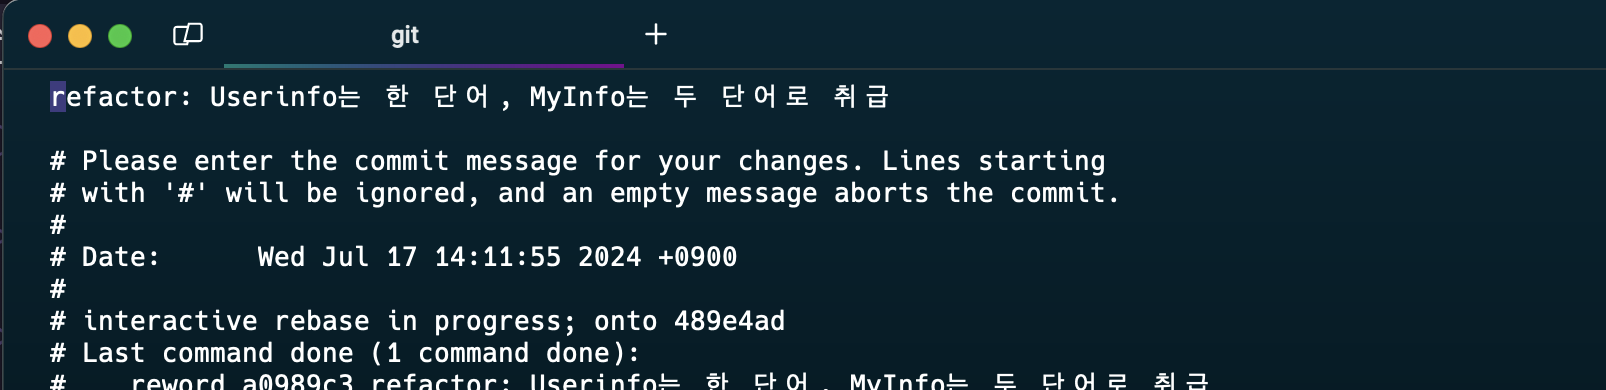 git
refactor: Userinfo는 한 단어, MyInfo는 두 단어로 취급
# Please enter the commit message for your changes. Lines starting
# with '#' will be ignored, and an empty message aborts the commit.
#
# Date:      Wed Jul 17 14:11:55 2024 +0900
#
# interactive rebase in progress; onto 489e4ad
# Last command done (1 command done):
#    reword a0989c3 refactor: Userinfo는 한 단어, MyInfo는 두 단어로 취급